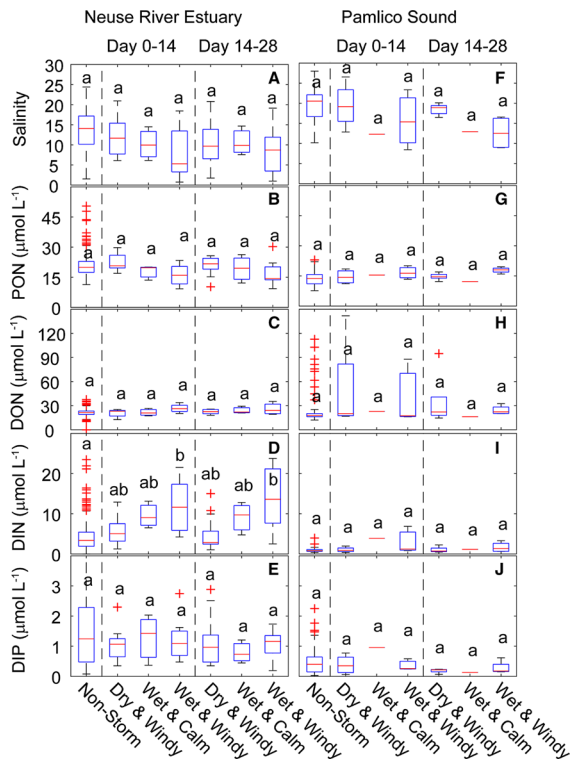 Neuse River Estuary Pamlico Sound
Day 0-14 Day 14-28 Day 0-14 Day 14-28
Salinity
30
25
20
15
10
5
0
a a a a a a a A
a a a a a a a F
PON (μmol L-1)
45
30
15
0
a a a a a a a B
a a a a a a a G
DON (μmol L-1)
120
90
60
30
0
a a a a a a a C
a a a a a a a H
DIN (μmol L-1)
20
10
0
a ab ab b ab ab b D
a a a a a a a I
DIP (μmol L-1)
3
2
1
0
a a a a a a a E
a a a a a a a J
Non-Storm
Dry & Windy
Wet & Calm
Wet & Windy
Dry & Windy
Wet & Calm
Wet & Windy
Non-Storm
Dry & Windy
Wet & Calm
Wet & Windy
Dry & Windy
Wet & Calm
Wet & Windy